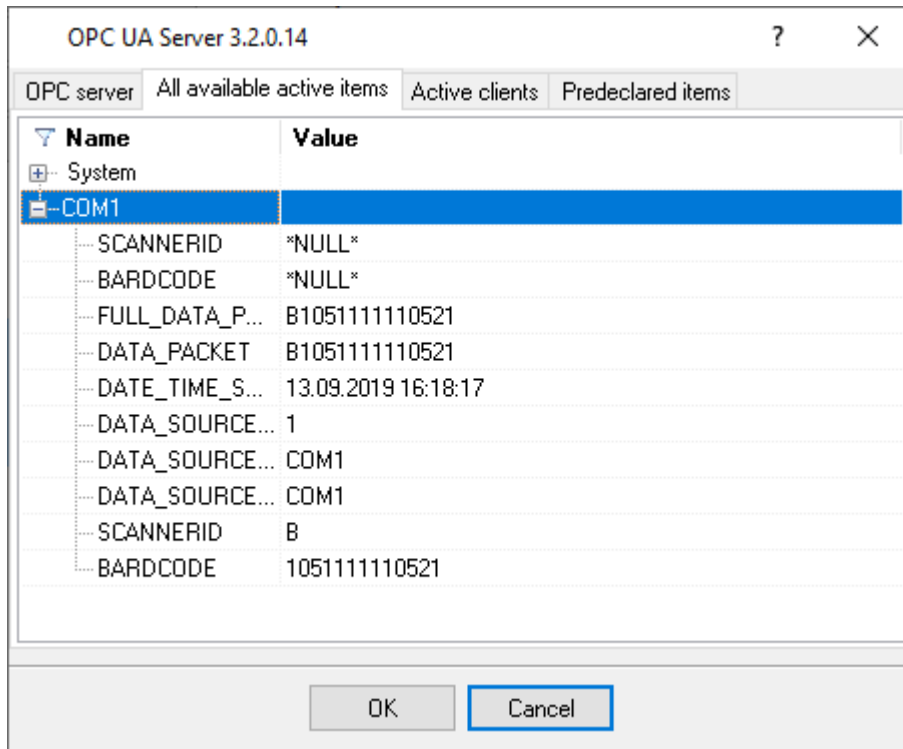 OPC UA Server 3.2.0.14 ?
OPC server All available active items Active clients Predeclared items
Name Value
System
COM1
SCANNERID *NULL*
BARDCODE *NULL*
FULL_DATA_P... B1051111110521
DATA_PACKET B1051111110521
DATE_TIME_S... 13.09.2019 16:18:17
DATA_SOURCE... 1
DATA_SOURCE... COM1
DATA_SOURCE... COM1
SCANNERID B
BARDCODE 1051111110521
OK Cancel